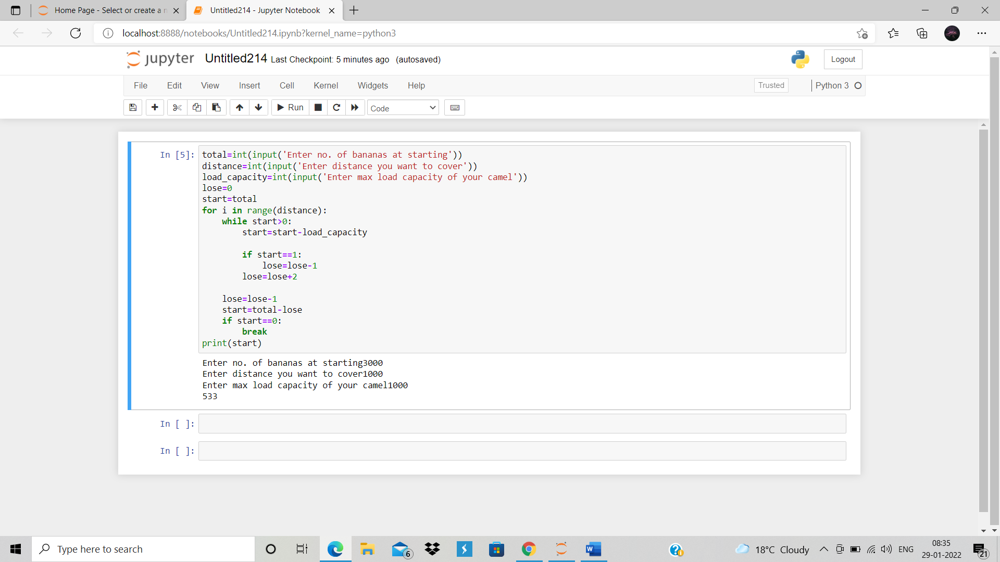 Home Page - Select or create a n
Untitled214 - Jupyter Notebook
localhost:8888/notebooks/Untitled214.ipynb?kernel_name=python3
jupyter Untitled214 Last Checkpoint: 5 minutes ago (autosaved)
Logout
File Edit View Insert Cell Kernel Widgets Help
Trusted
Python 3
Run
Code
In [5]:
total=int(input('Enter no. of bananas at starting'))
distance=int(input('Enter distance you want to cover'))
load_capacity=int(input('Enter max load capacity of your camel'))
lose=0
start=total
for i in range(distance):
    while start>0:
        start=start-load_capacity
        if start==1:
            lose=lose-1
        lose=lose+2
    lose=lose-1
    start=total-lose
    if start==0:
        break
print(start)
Enter no. of bananas at starting3000
Enter distance you want to cover1000
Enter max load capacity of your camel1000
533
In [ ]:
In [ ]:
Type here to search
6
W
18°C Cloudy
ENG
08:35
29-01-2022
21